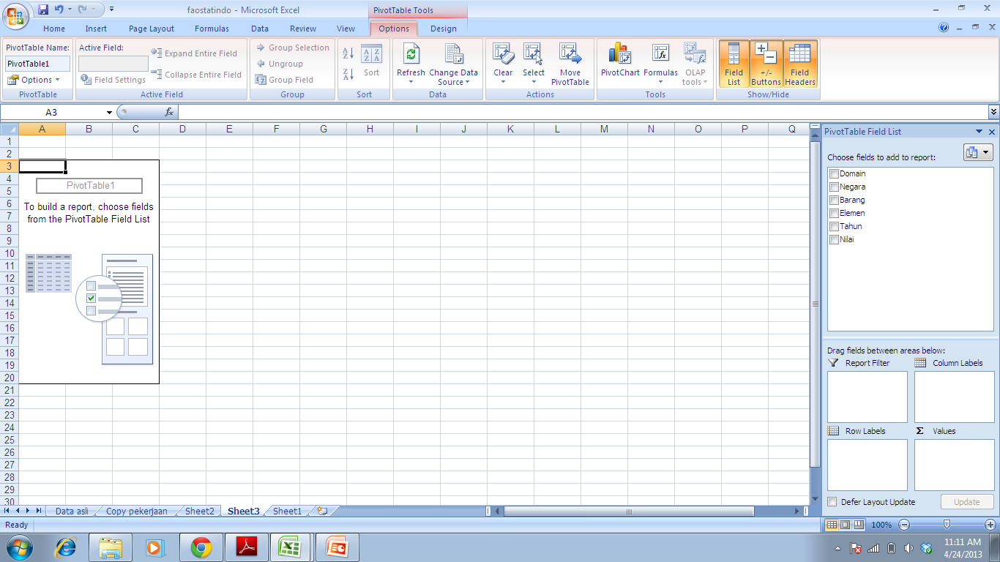 faostatindo - Microsoft Excel
PivotTable Tools
Home Insert Page Layout Formulas Data Review View Options Design
PivotTable Name:
PivotTable1
Options
PivotTable
Active Field:
Field Settings
Expand Entire Field
Collapse Entire Field
Active Field
Group Selection
Ungroup
Group Field
Group
A Z
Z A
A Z
Z A
Sort
Sort
Refresh
Change Data
Source
Data
Clear
Select
Move
PivotTable
Actions
PivotChart
Formulas
OLAP
tools
Tools
Field
List
+/-
Buttons
Field
Headers
Show/Hide
A3
fx
A B C D E F G H I J K L M N O P Q
1
2
3
4
5
6
7
8
9
10
11
12
13
14
15
16
17
18
19
20
21
22
23
24
25
26
27
28
29
30
PivotTable1
To build a report, choose fields
from the PivotTable Field List
PivotTable Field List
Choose fields to add to report:
Domain
Negara
Barang
Elemen
Tahun
Nilai
Drag fields between areas below:
Report Filter
Column Labels
Row Labels
Σ Values
Defer Layout Update
Update
Data asli Copy pekerjaan Sheet2 Sheet3 Sheet1
Ready
100%
11:11 AM
4/24/2013